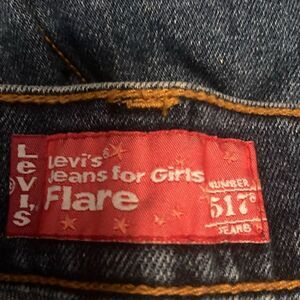 LEVI'S
®
Levi's®
Jeans for Girls
Flare
NUMBER
517®
JEANS